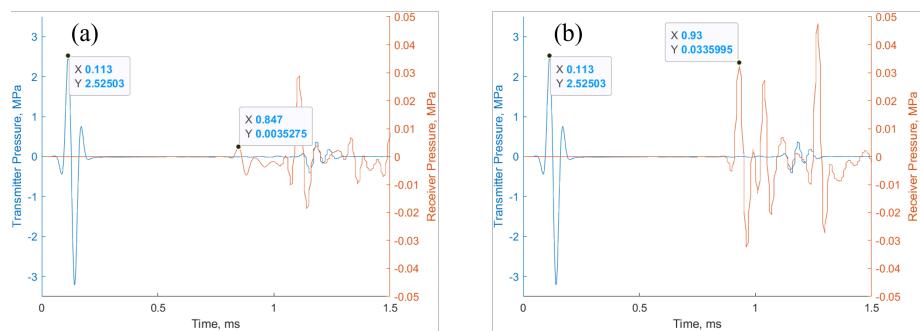 (a)
X 0.113
Y 2.52503
X 0.847
Y 0.0035275
3
2
1
0
-1
-2
-3
Transmitter Pressure, MPa
0.05
0.04
0.03
0.02
0.01
0
-0.01
-0.02
-0.03
-0.04
-0.05
Receiver Pressure, MPa
0
0.5
1
1.5
Time, ms
(b)
X 0.113
Y 2.52503
X 0.93
Y 0.0335995
3
2
1
0
-1
-2
-3
Transmitter Pressure, MPa
0.05
0.04
0.03
0.02
0.01
0
-0.01
-0.02
-0.03
-0.04
-0.05
Receiver Pressure, MPa
0
0.5
1
1.5
Time, ms